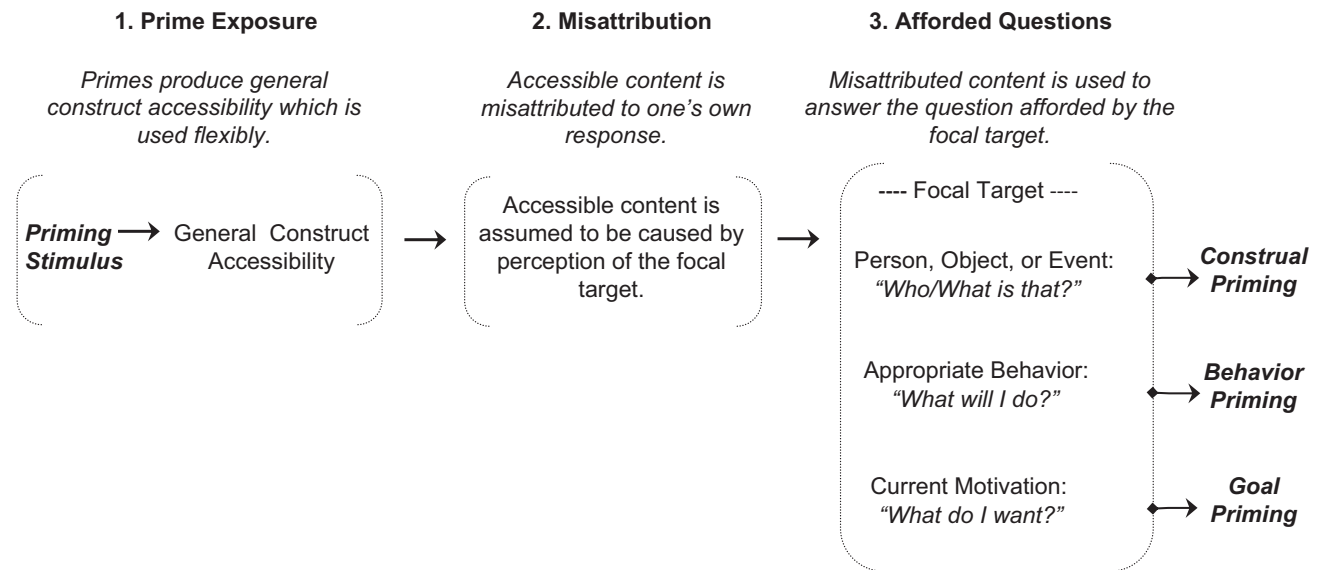 1. Prime Exposure
Primes produce general
construct accessibility which is
used flexibly.
Priming
Stimulus
General Construct
Accessibility
2. Misattribution
Accessible content is
misattributed to one's own
response.
Accessible content is
assumed to be caused by
perception of the focal
target.
3. Afforded Questions
Misattributed content is used to
answer the question afforded by the
focal target.
---- Focal Target ----
Person, Object, or Event:
“Who/What is that?”
Construal
Priming
Appropriate Behavior:
“What will I do?”
Behavior
Priming
Current Motivation:
“What do I want?”
Goal
Priming